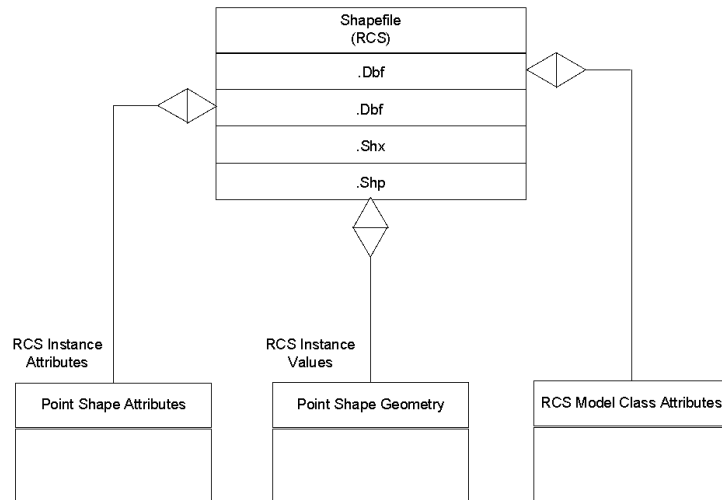 Shapefile
(RCS)
.Dbf
.Dbf
.Shx
.Shp
RCS Instance
Attributes
RCS Instance
Values
Point Shape Attributes
Point Shape Geometry
RCS Model Class Attributes